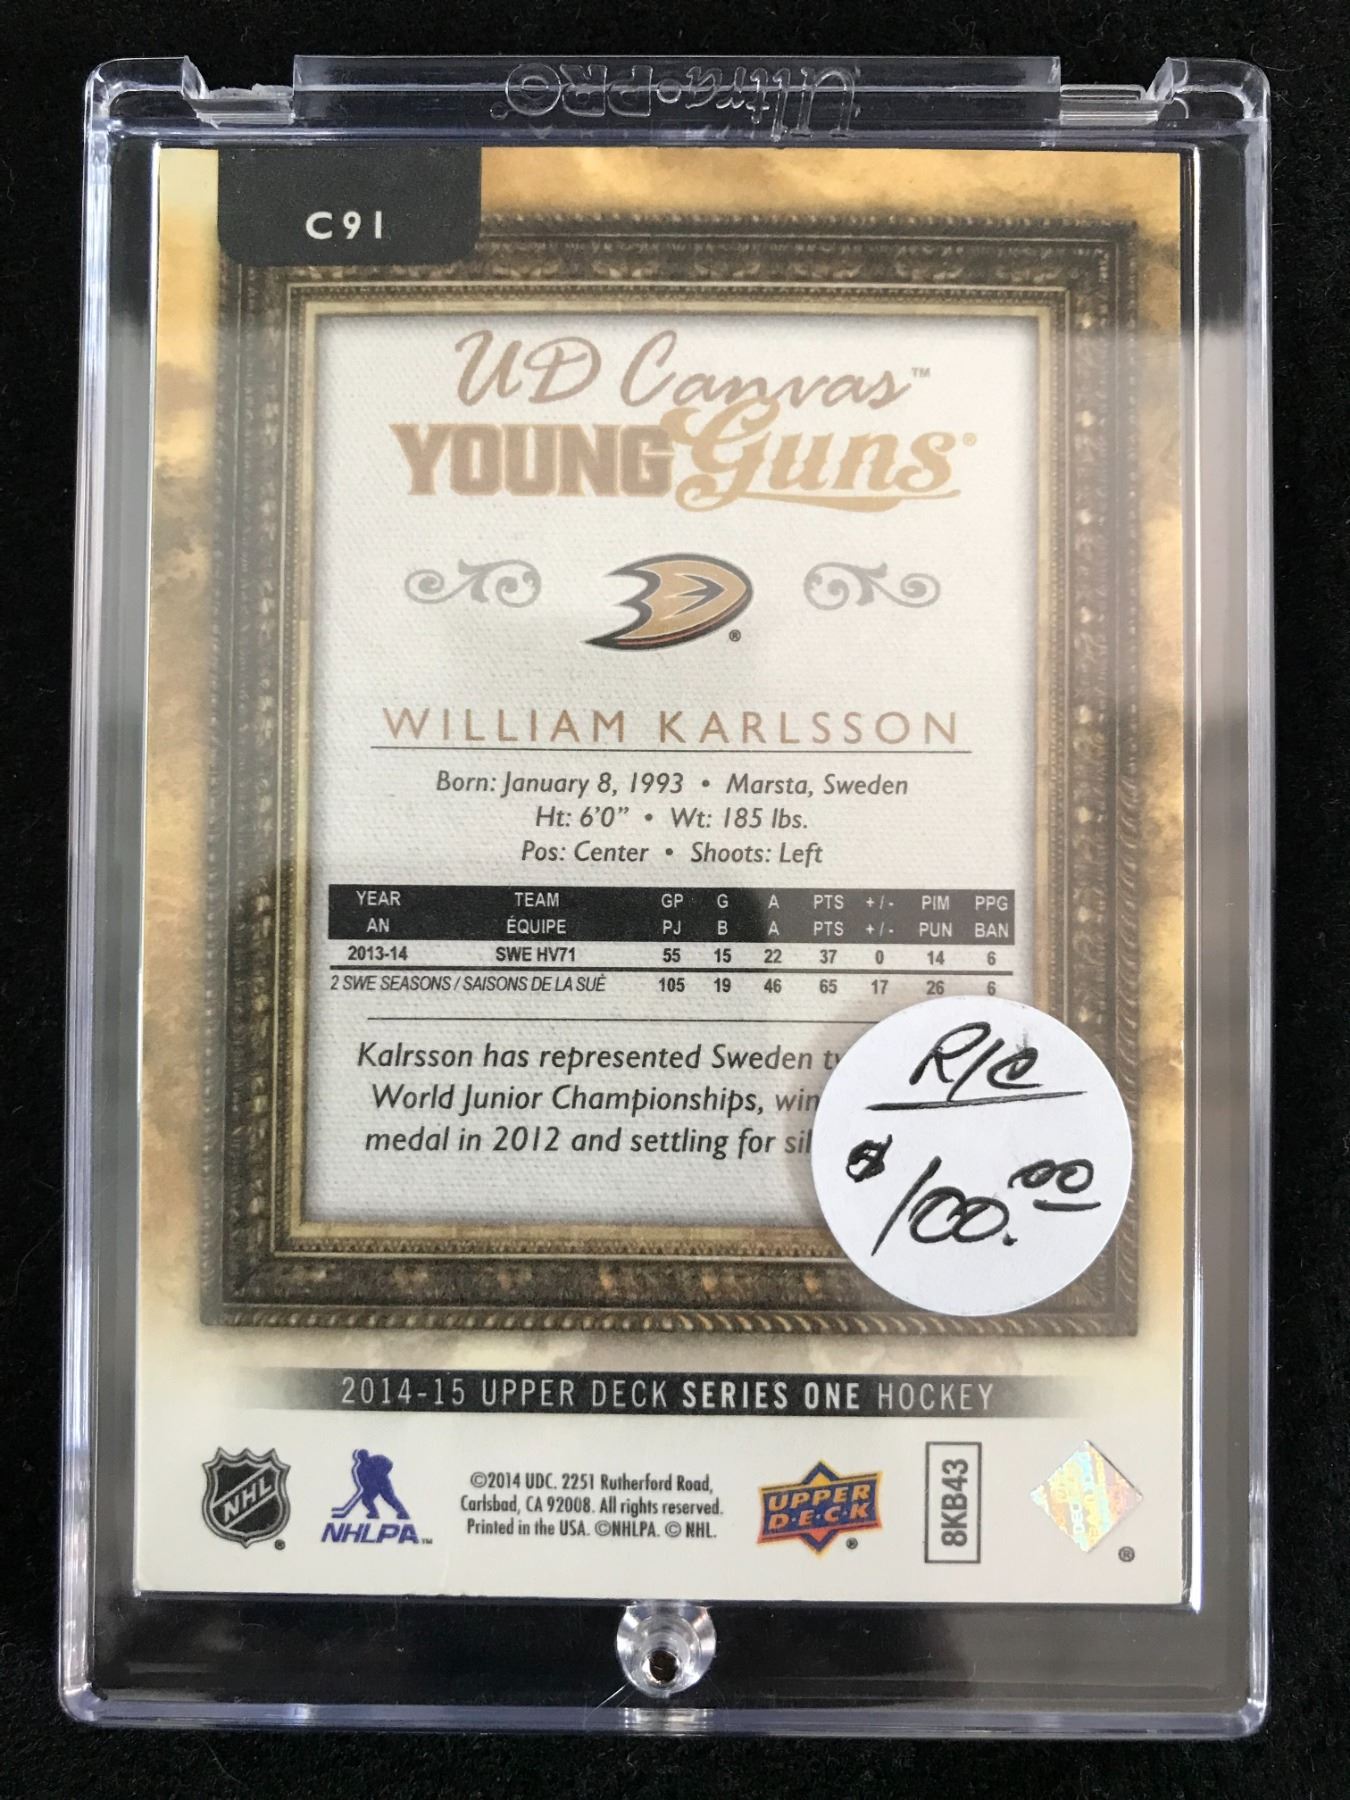 Ultra·PRO
C91
UD Canvas™
YOUNG Guns®
®
WILLIAM KARLSSON
Born: January 8, 1993 • Marsta, Sweden
Ht: 6'0" • Wt: 185 lbs.
Pos: Center • Shoots: Left
YEAR TEAM GP G A PTS +/- PIM PPG
AN ÉQUIPE PJ B A PTS +/- PUN BAN
2013-14 SWE HV71 55 15 22 37 0 14 6
2 SWE SEASONS / SAISONS DE LA SUÈ 105 19 46 65 17 26 6
Kalrsson has represented Sweden tw
World Junior Championships, win
medal in 2012 and settling for sil
R/C
$100.00
2014-15 UPPER DECK SERIES ONE HOCKEY
NHL ®
NHLPA™
©2014 UDC. 2251 Rutherford Road,
Carlsbad, CA 92008. All rights reserved.
Printed in the USA. ©NHLPA. © NHL.
UPPER
D·E·C·K ®
8KB43
®